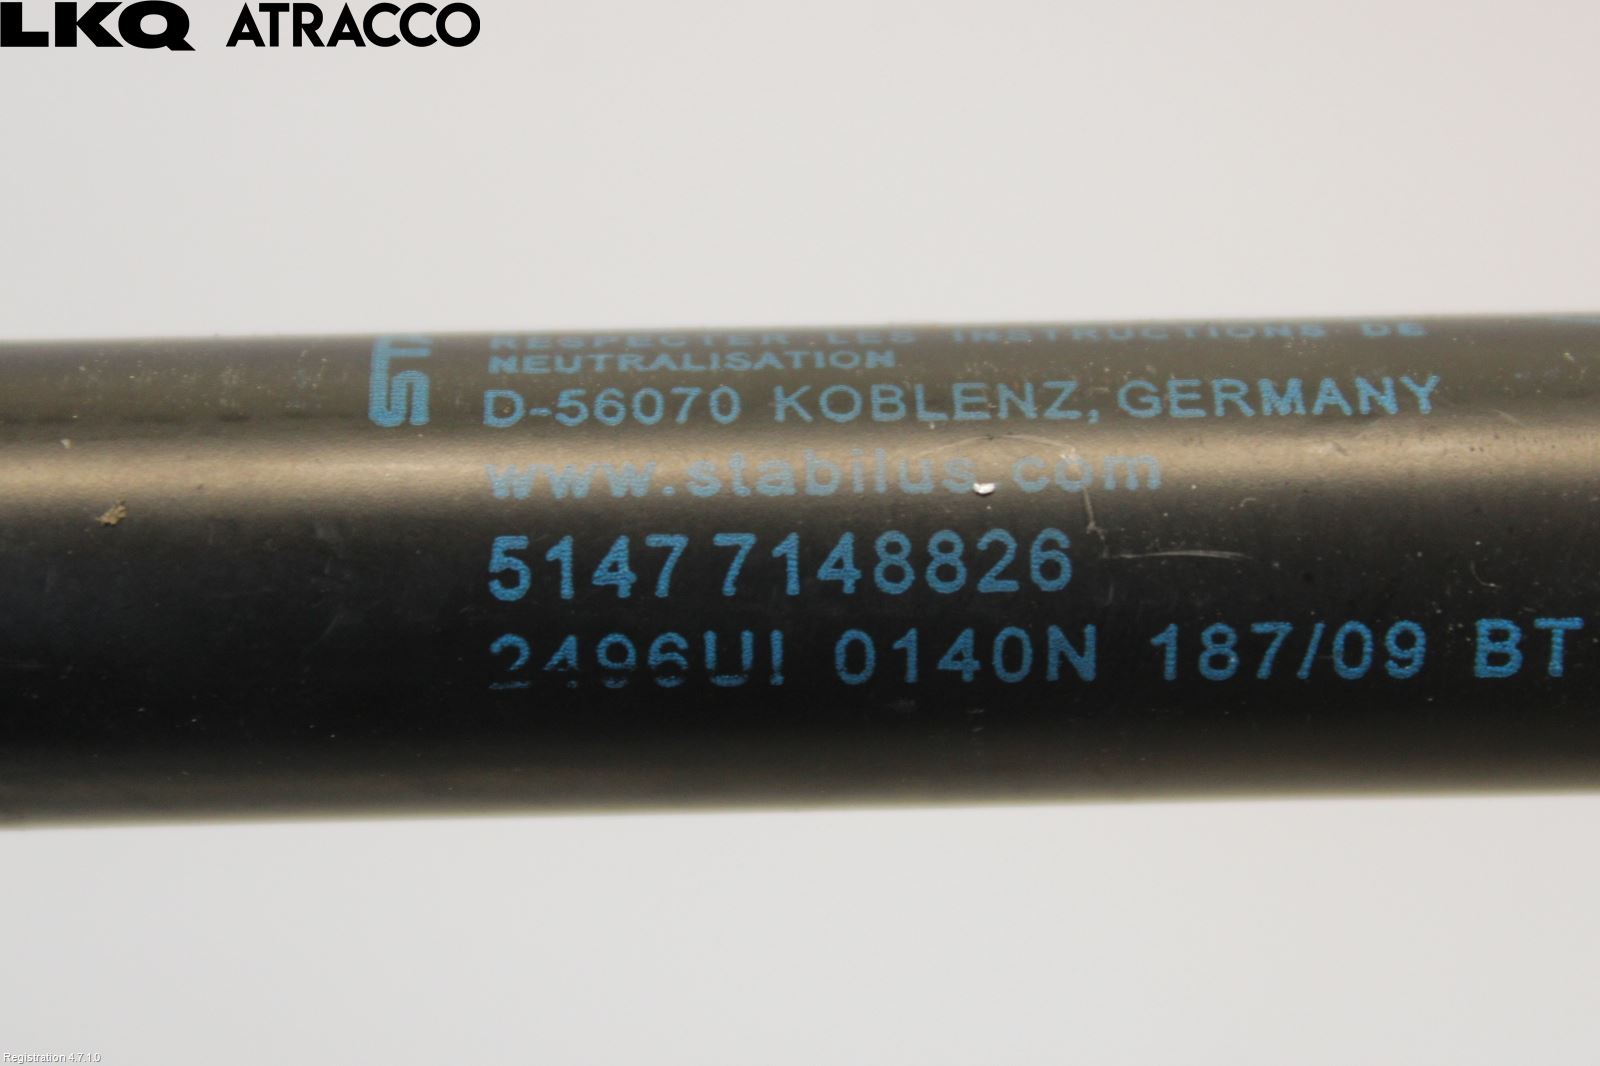 LKQ ATRACCO
RESPECTER LES INSTRUCTIONS DE
NEUTRALISATION
D-56070 KOBLENZ, GERMANY
www.stabilus.com
5147 7148826
2496UI 0140N 187/09 BT
Registration 4.7.1.0